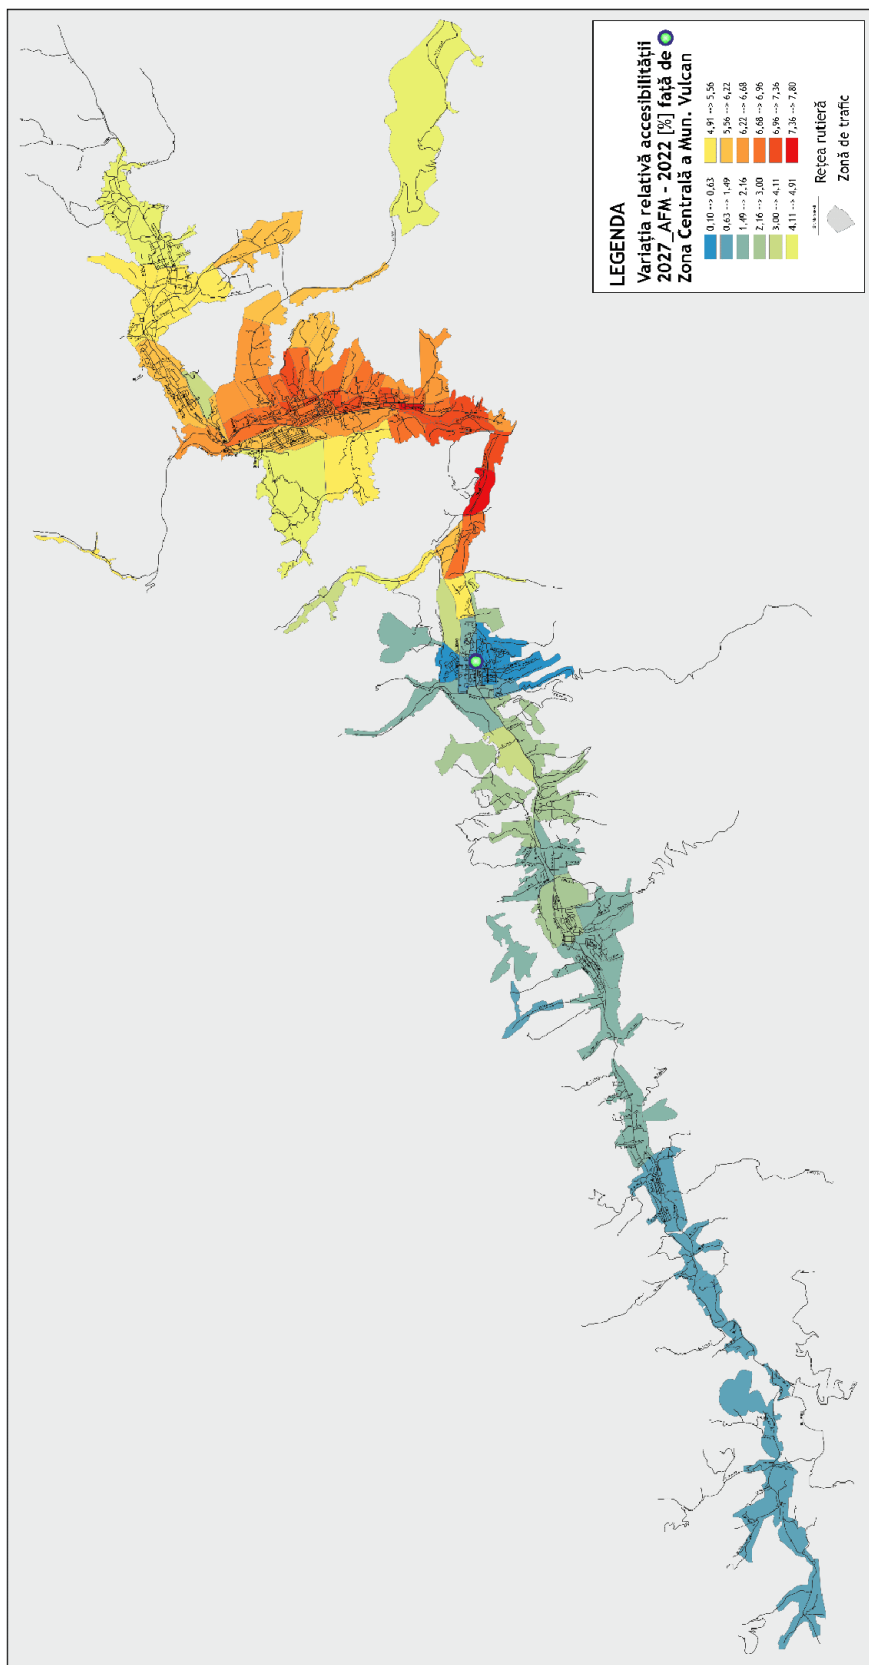 LEGENDA
Variația relativă accesibilității
2027_AFM - 2022 [%] față de
Zona Centrală a Mun. Vulcan
0,10 --> 0,63
0,63 --> 1,49
1,49 --> 2,16
2,16 --> 3,00
3,00 --> 4,11
4,11 --> 4,91
4,91 --> 5,56
5,56 --> 6,22
6,22 --> 6,68
6,68 --> 6,96
6,96 --> 7,36
7,36 --> 7,80
Rețea rutieră
Zonă de trafic